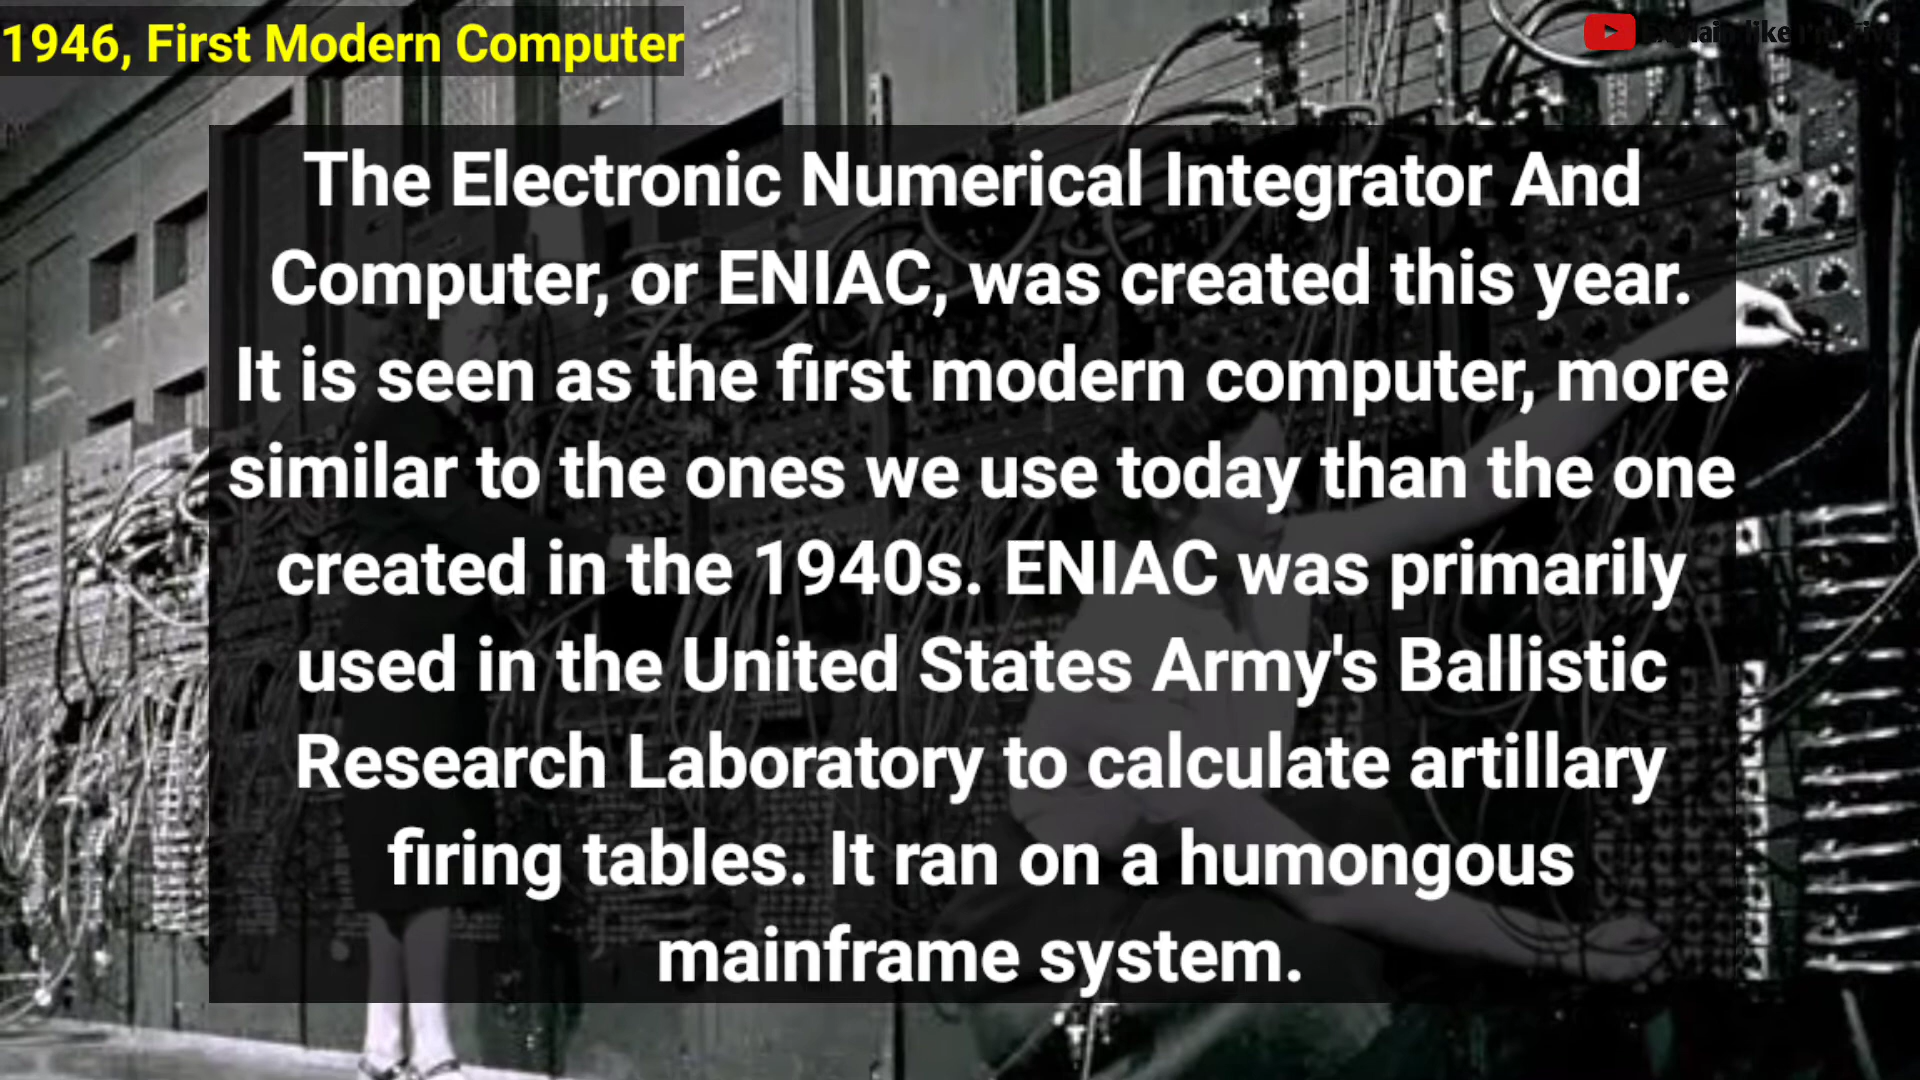 1946, First Modern Computer
Explain like I'm Five
The Electronic Numerical Integrator And
Computer, or ENIAC, was created this year.
It is seen as the first modern computer, more
similar to the ones we use today than the one
created in the 1940s. ENIAC was primarily
used in the United States Army's Ballistic
Research Laboratory to calculate artillary
firing tables. It ran on a humongous
mainframe system.